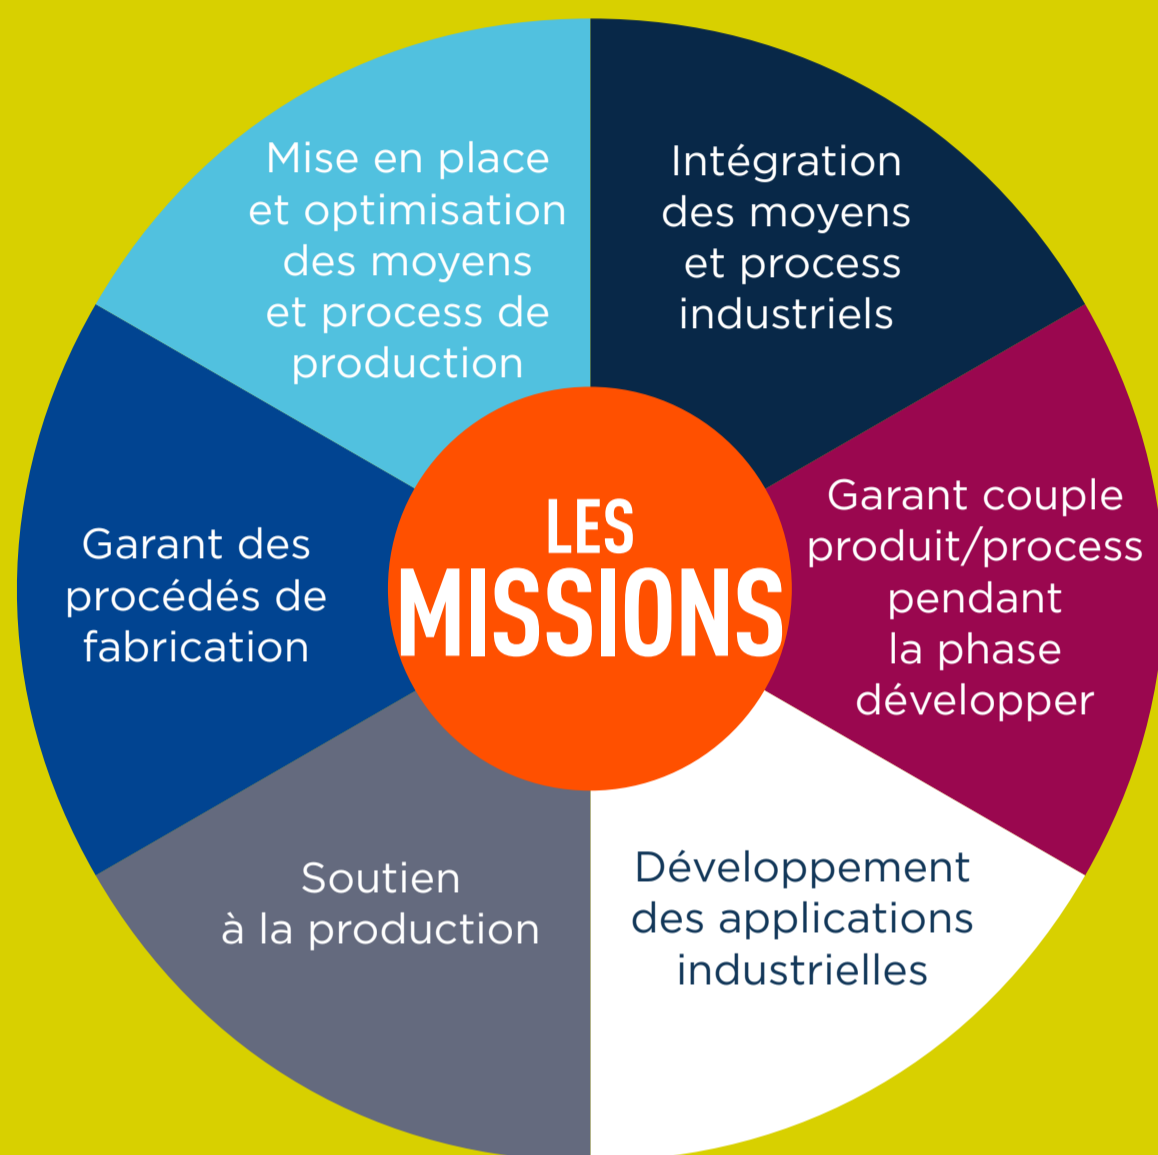 Mise en place
et optimisation
des moyens
et process de
production
Intégration
des moyens
et process
industriels
Garant couple
produit/process
pendant
la phase
développer
Développement
des applications
industrielles
Soutien
à la production
Garant des
procédés de
fabrication
LES
MISSIONS